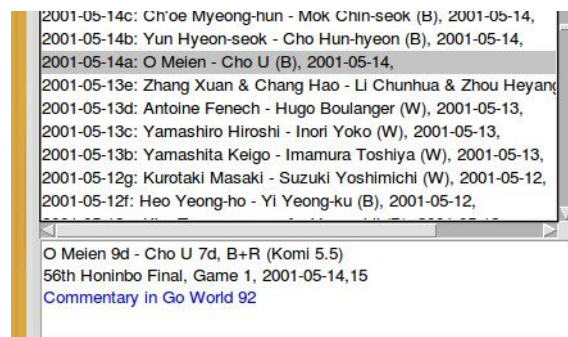 2001-05-14c: Ch'oe Myeong-hun - Mok Chin-seok (B), 2001-05-14,
2001-05-14b: Yun Hyeon-seok - Cho Hun-hyeon (B), 2001-05-14,
2001-05-14a: O Meien - Cho U (B), 2001-05-14,
2001-05-13e: Zhang Xuan & Chang Hao - Li Chunhua & Zhou Heyang
2001-05-13d: Antoine Fenech - Hugo Boulanger (W), 2001-05-13,
2001-05-13c: Yamashiro Hiroshi - Inori Yoko (W), 2001-05-13,
2001-05-13b: Yamashita Keigo - Imamura Toshiya (W), 2001-05-13,
2001-05-12g: Kurotaki Masaki - Suzuki Yoshimichi (W), 2001-05-12,
2001-05-12f: Heo Yeong-ho - Yi Yeong-ku (B), 2001-05-12,
O Meien 9d - Cho U 7d, B+R (Komi 5.5)
56th Honinbo Final, Game 1, 2001-05-14,15
Commentary in Go World 92